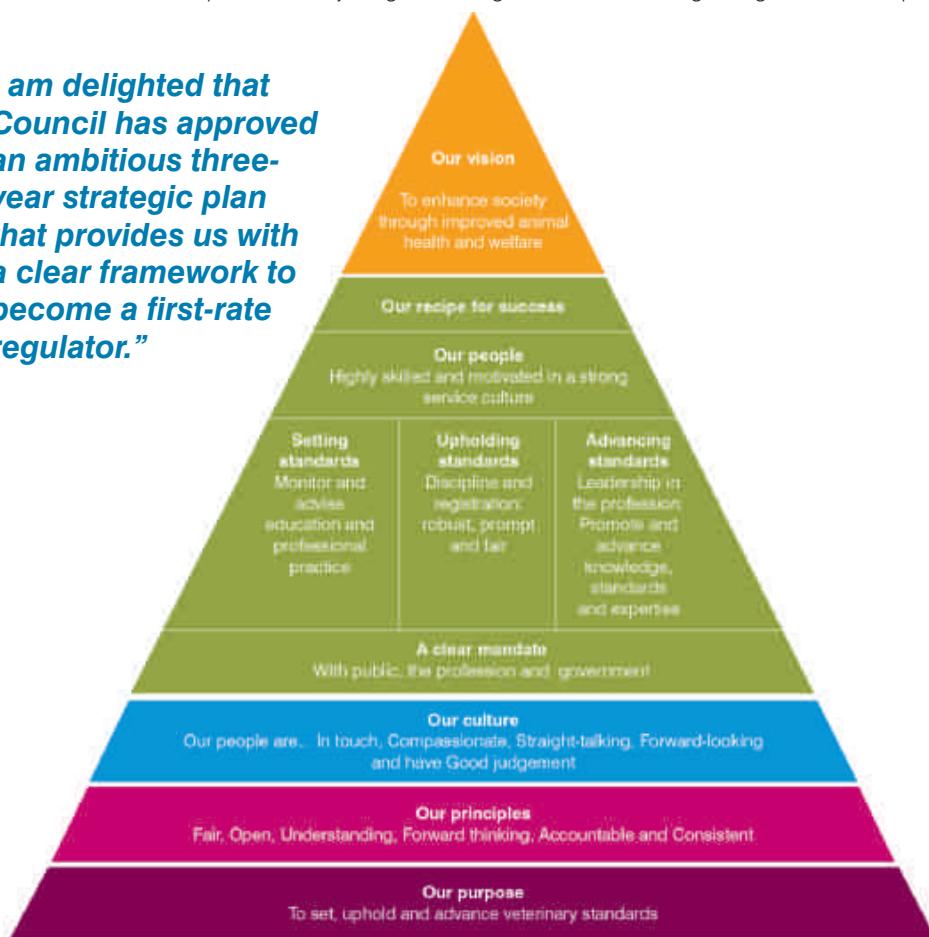 am delighted that
Council has approved
an ambitious three-
year strategic plan
that provides us with
a clear framework to
become a first-rate
regulator.”
Our vision
To enhance society
through improved animal
health and welfare
Our recipe for success
Our people
Highly skilled and motivated in a strong
service culture
Setting
standards
Monitor and
advise
education and
professional
practice
Upholding
standards
Discipline and
registration:
robust, prompt
and fair
Advancing
standards
Leadership in
the profession:
Promote and
advance
knowledge,
standards
and expertise
A clear mandate
With public, the profession and government
Our culture
Our people are... In touch, Compassionate, Straight-talking, Forward-looking
and have Good judgement
Our principles
Fair, Open, Understanding, Forward thinking, Accountable and Consistent
Our purpose
To set, uphold and advance veterinary standards